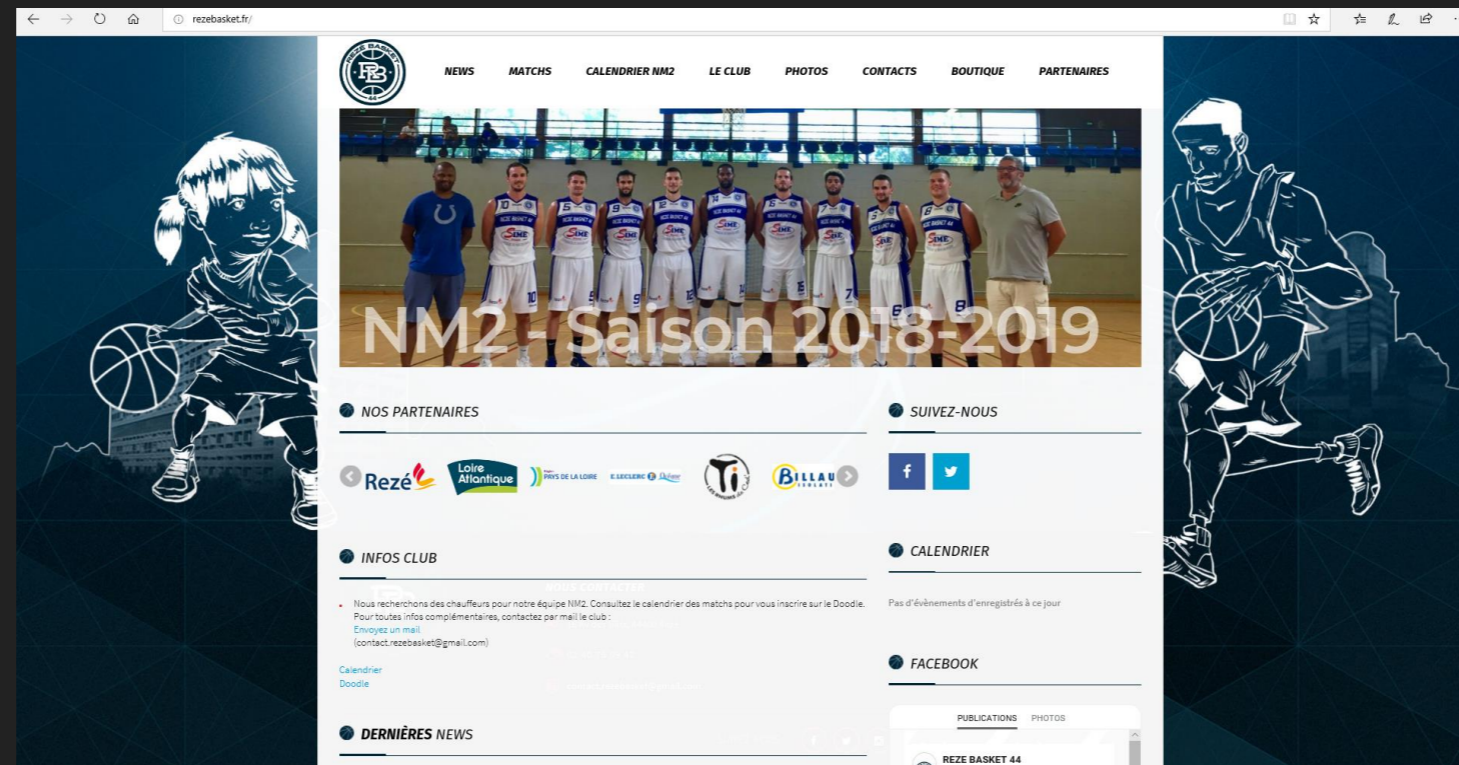 rezebasket.fr/
REZE BASKET
44
NEWS MATCHS CALENDRIER NM2 LE CLUB PHOTOS CONTACTS BOUTIQUE PARTENAIRES
NM2 - Saison 2018-2019
NOS PARTENAIRES
Rezé
Loire
Atlantique
PAYS DE LA LOIRE
E.LECLERC
Ti
BILLAU
SUIVEZ-NOUS
INFOS CLUB
Nous recherchons des chauffeurs pour notre équipe NM2. Consultez le calendrier des matchs pour vous inscrire sur le Doodle.
Pour toutes infos complémentaires, contactez par mail le club :
Envoyez un mail
(contact.rezebasket@gmail.com)
Calendrier
Doodle
DERNIÈRES NEWS
CALENDRIER
Pas d'évènements d'enregistrés à ce jour
FACEBOOK
PUBLICATIONS PHOTOS
REZE BASKET 44